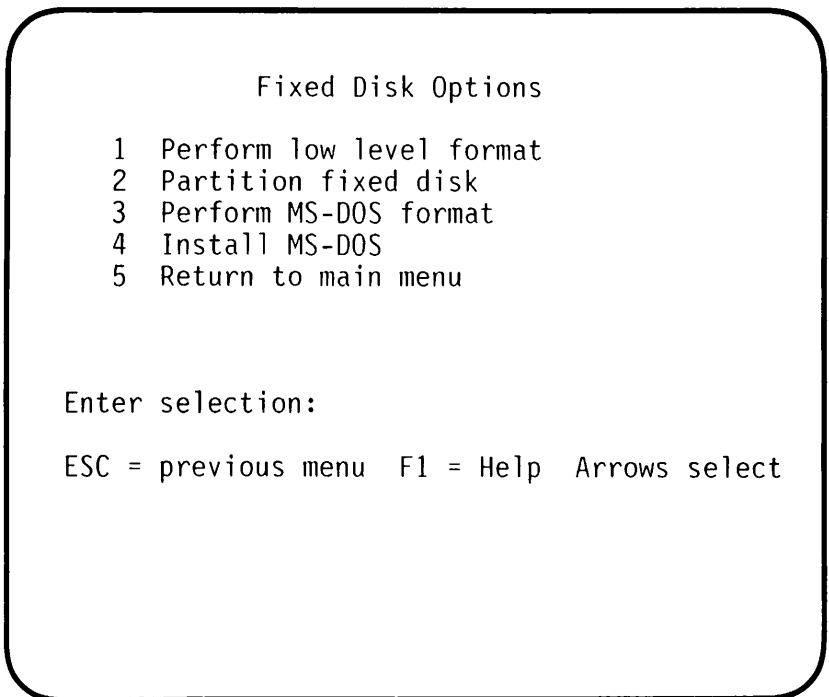 Fixed Disk Options
1 Perform low level format
2 Partition fixed disk
3 Perform MS-DOS format
4 Install MS-DOS
5 Return to main menu
Enter selection:
ESC = previous menu F1 = Help Arrows select